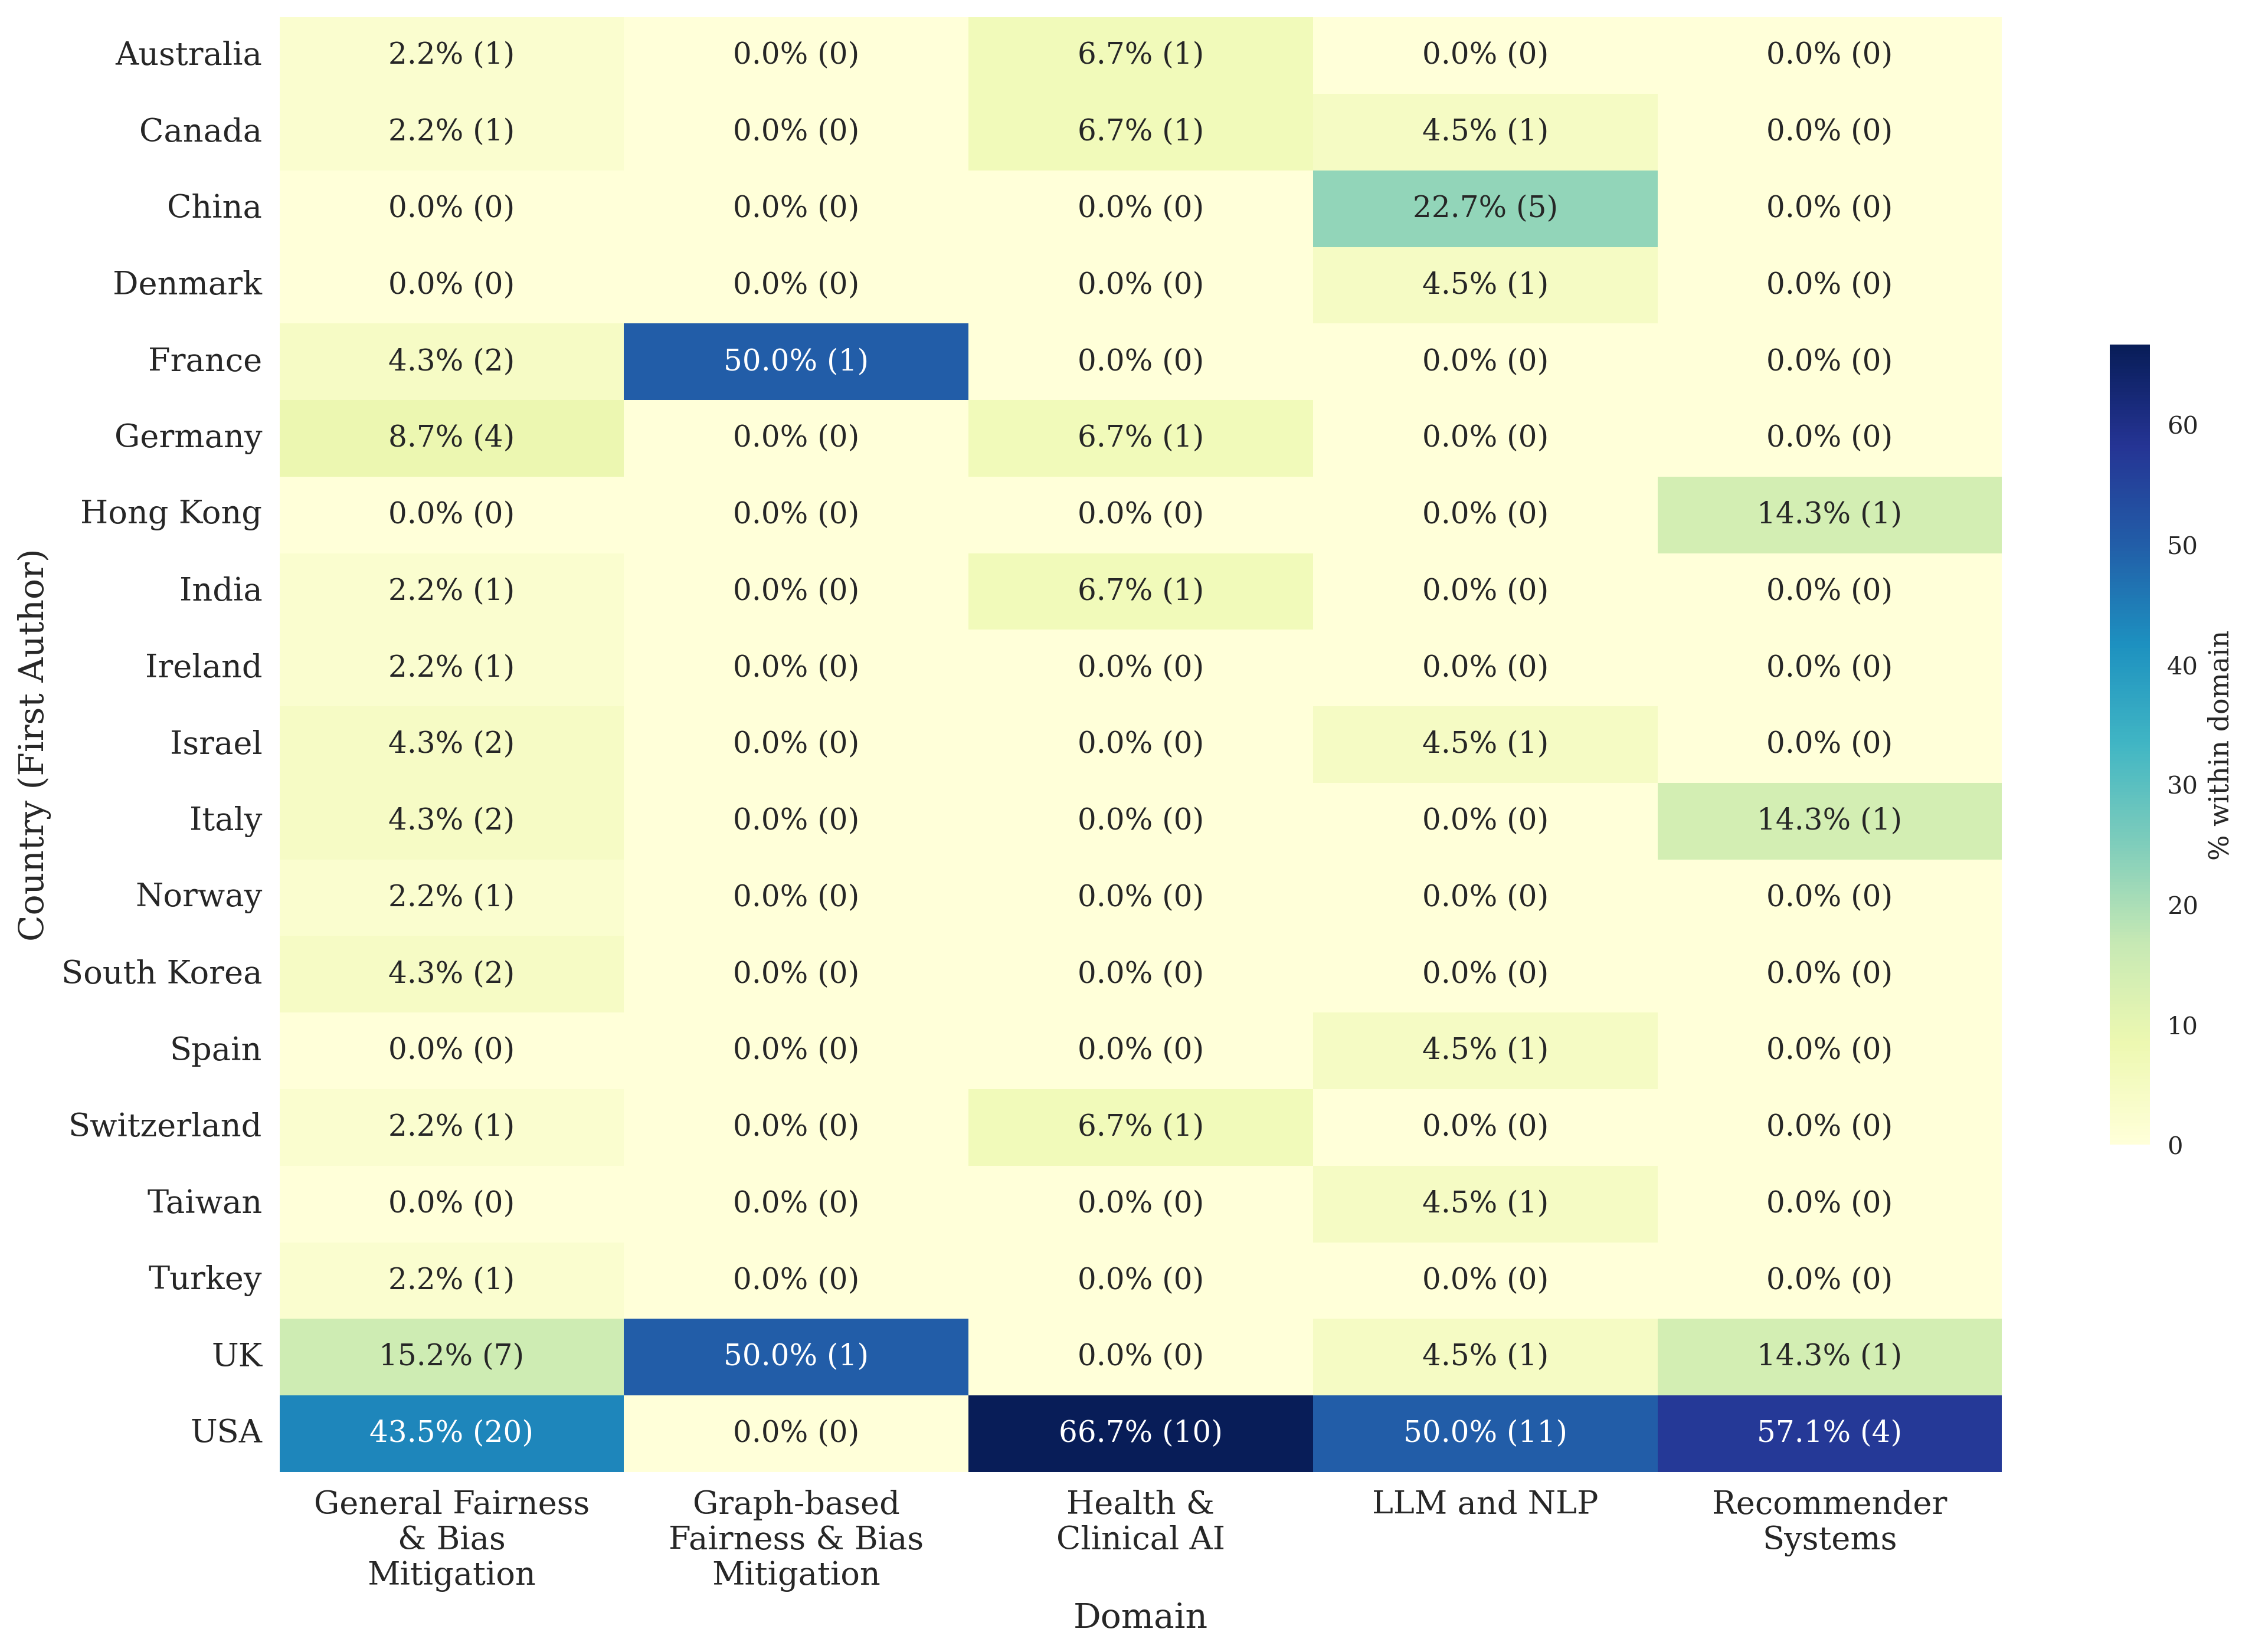 Australia 2.2% (1) 0.0% (0) 6.7% (1) 0.0% (0) 0.0% (0)
Canada 2.2% (1) 0.0% (0) 6.7% (1) 4.5% (1) 0.0% (0)
China 0.0% (0) 0.0% (0) 0.0% (0) 22.7% (5) 0.0% (0)
Denmark 0.0% (0) 0.0% (0) 0.0% (0) 4.5% (1) 0.0% (0)
France 4.3% (2) 50.0% (1) 0.0% (0) 0.0% (0) 0.0% (0)
Germany 8.7% (4) 0.0% (0) 6.7% (1) 0.0% (0) 0.0% (0)
Hong Kong 0.0% (0) 0.0% (0) 0.0% (0) 0.0% (0) 14.3% (1)
India 2.2% (1) 0.0% (0) 6.7% (1) 0.0% (0) 0.0% (0)
Ireland 2.2% (1) 0.0% (0) 0.0% (0) 0.0% (0) 0.0% (0)
Israel 4.3% (2) 0.0% (0) 0.0% (0) 4.5% (1) 0.0% (0)
Italy 4.3% (2) 0.0% (0) 0.0% (0) 0.0% (0) 14.3% (1)
Norway 2.2% (1) 0.0% (0) 0.0% (0) 0.0% (0) 0.0% (0)
South Korea 4.3% (2) 0.0% (0) 0.0% (0) 0.0% (0) 0.0% (0)
Spain 0.0% (0) 0.0% (0) 0.0% (0) 4.5% (1) 0.0% (0)
Switzerland 2.2% (1) 0.0% (0) 6.7% (1) 0.0% (0) 0.0% (0)
Taiwan 0.0% (0) 0.0% (0) 0.0% (0) 4.5% (1) 0.0% (0)
Turkey 2.2% (1) 0.0% (0) 0.0% (0) 0.0% (0) 0.0% (0)
UK 15.2% (7) 50.0% (1) 0.0% (0) 4.5% (1) 14.3% (1)
USA 43.5% (20) 0.0% (0) 66.7% (10) 50.0% (11) 57.1% (4)
Country (First Author)
General Fairness
& Bias
Mitigation
Graph-based
Fairness & Bias
Mitigation
Health &
Clinical AI
LLM and NLP
Recommender
Systems
Domain
60
50
40
30
20
10
0
% within domain